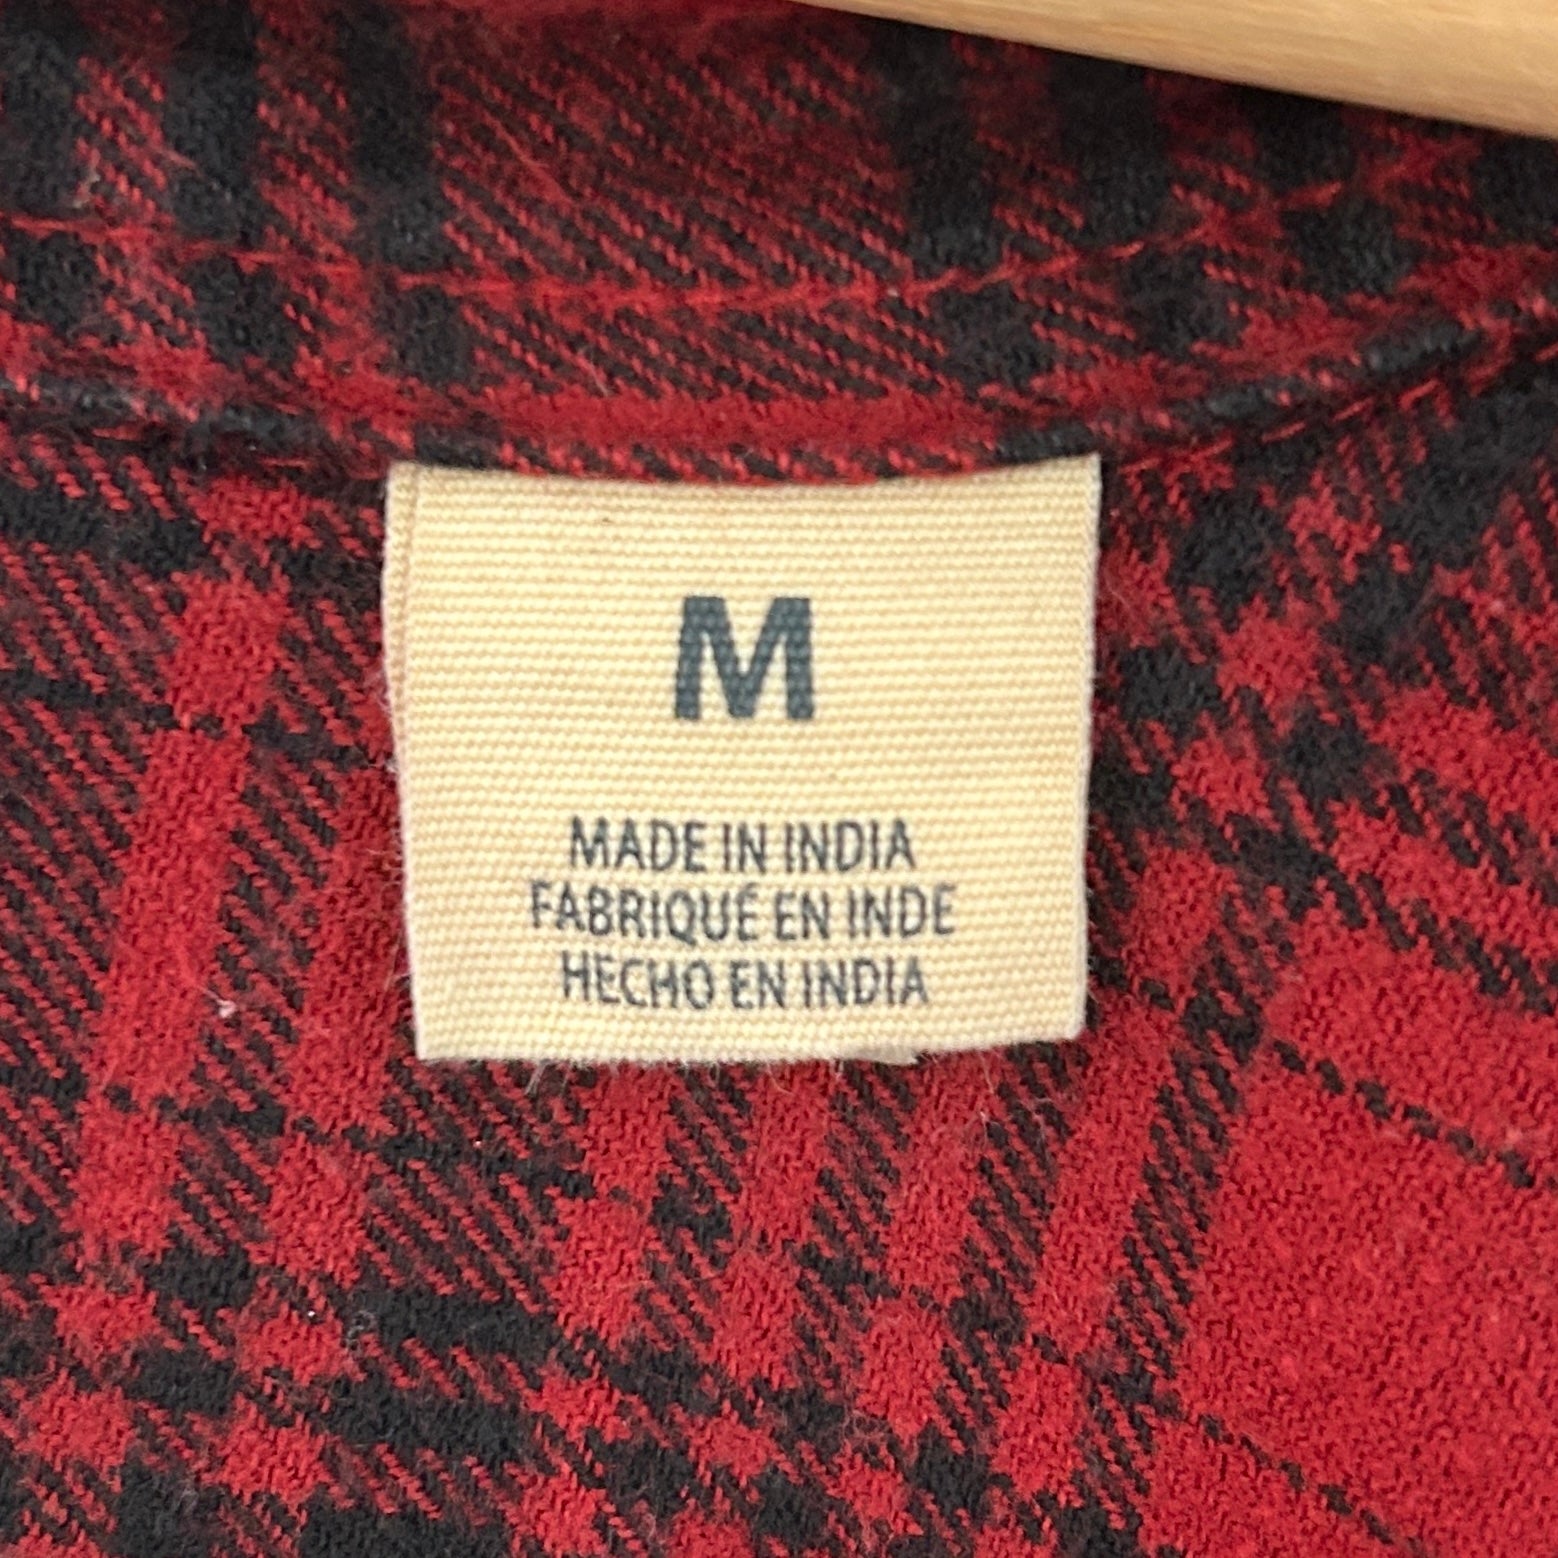 M
MADE IN INDIA
FABRIQUÉ EN INDE
HECHO EN INDIA